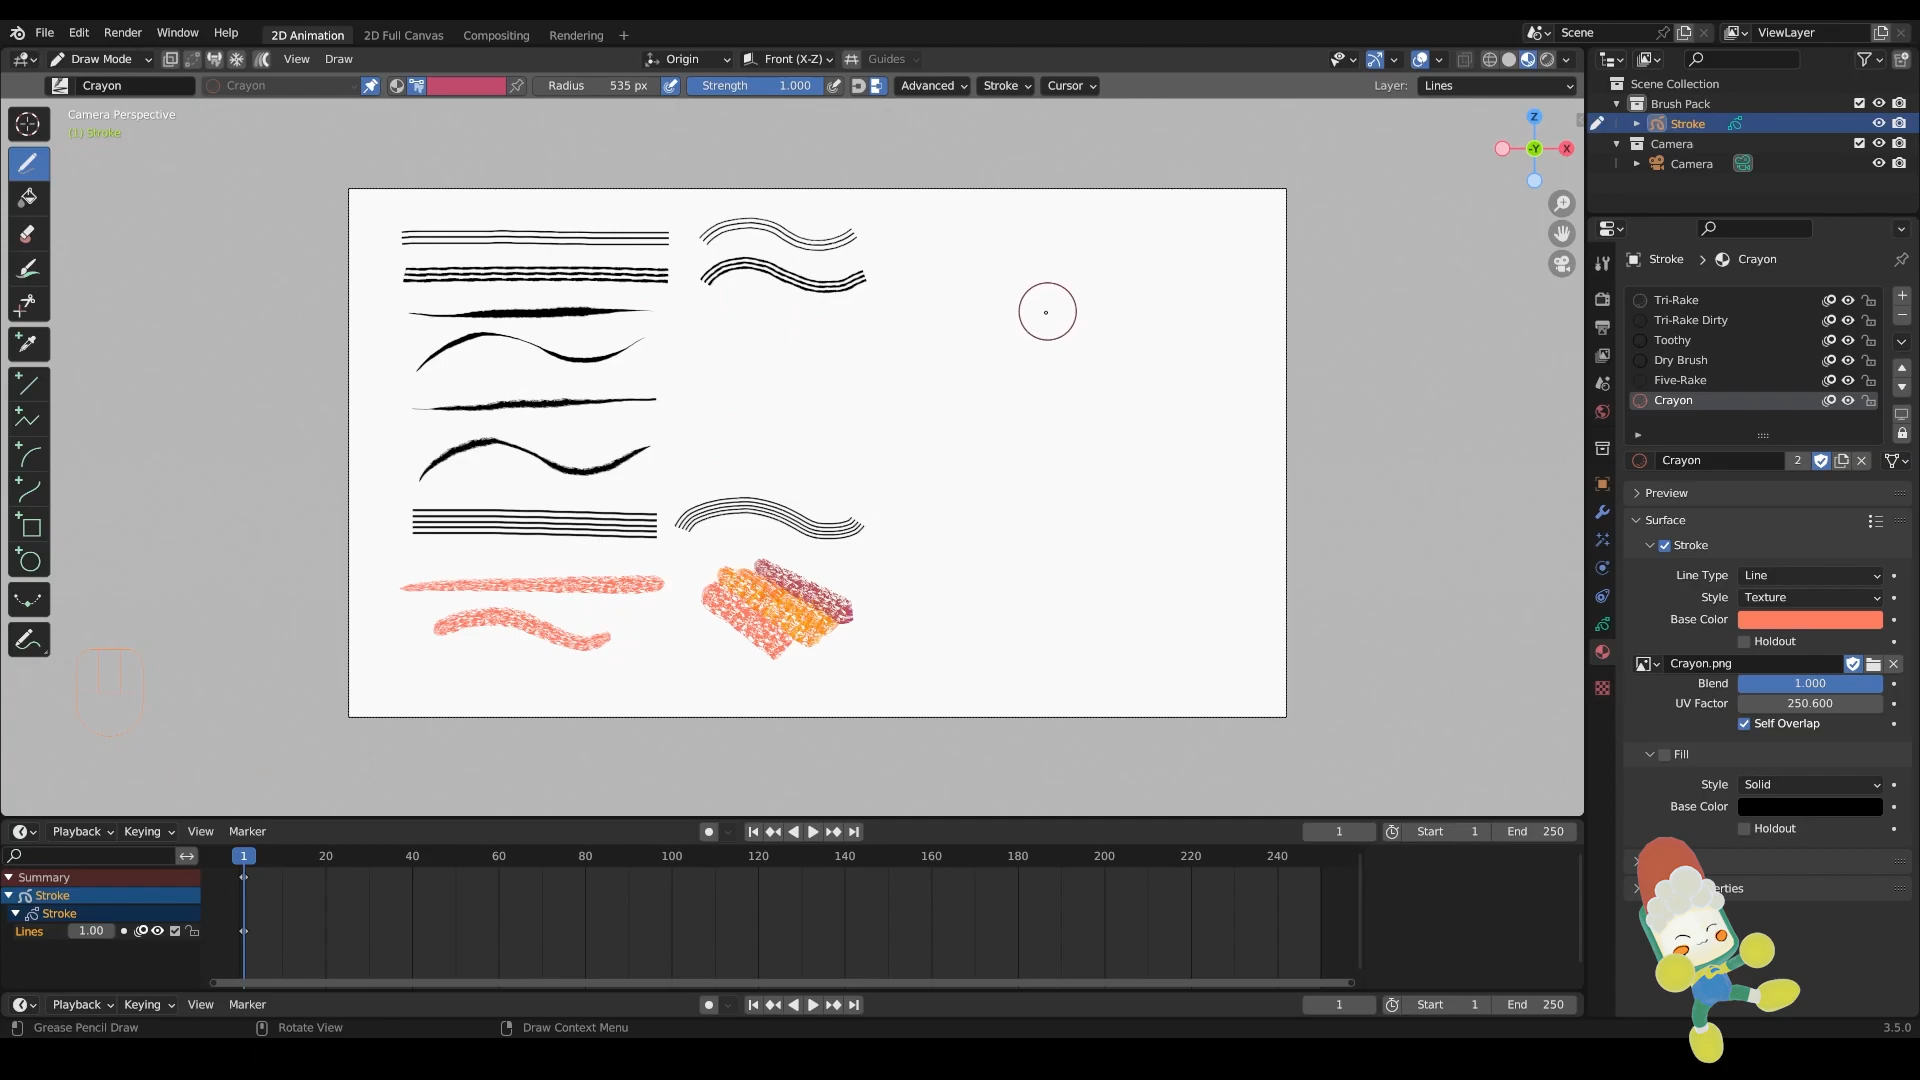 File Edit Render Window Help 2D Animation 2D Full Canvas Compositing Rendering + Scene ViewLayer
Draw Mode View Draw Origin Front (X-Z) Guides
Crayon Crayon Radius 535 px Strength 1.000 Advanced Stroke Cursor Layer: Lines
Camera Perspective
(1) Stroke
Z
-Y X
Scene Collection
Brush Pack
Stroke
Camera
Camera
Stroke > Crayon
Tri-Rake
Tri-Rake Dirty
Toothy
Dry Brush
Five-Rake
Crayon
Crayon 2
Preview
Surface
Stroke
Line Type Line
Style Texture
Base Color
Holdout
Crayon.png
Blend 1.000
UV Factor 250.600
Self Overlap
Fill
Style Solid
Base Color
Holdout
Playback Keying View Marker 1 Start 1 End 250
1 20 40 60 80 100 120 140 160 180 200 220 240
Summary
Stroke
Stroke
Lines 1.00
Playback Keying View Marker 1 Start 1 End 250
Grease Pencil Draw Rotate View Draw Context Menu 3.5.0